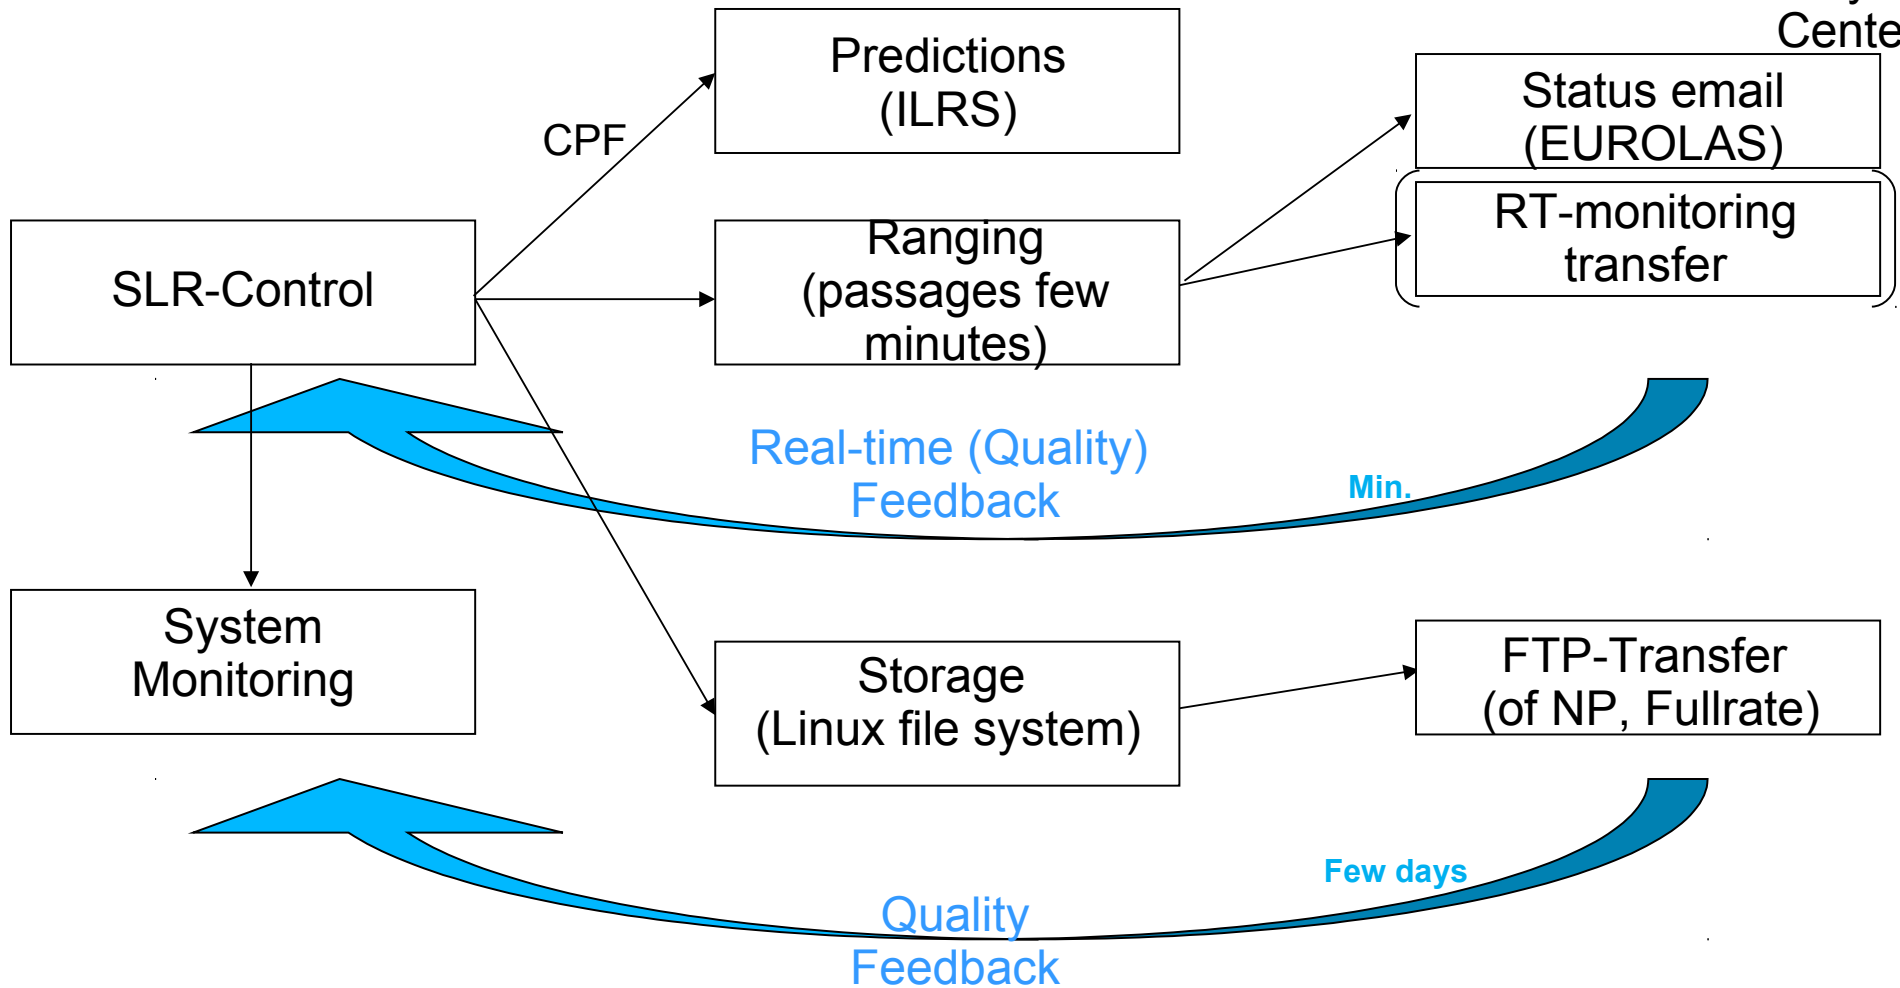 Predictions
(ILRS)
Status email
(EUROLAS)
CPF
RT-monitoring
transfer
SLR-Control
Ranging
(passages few
minutes)
Real-time (Quality)
Feedback
Min.
System
Monitoring
Storage
(Linux file system)
FTP-Transfer
(of NP, Fullrate)
Few days
Quality
Feedback